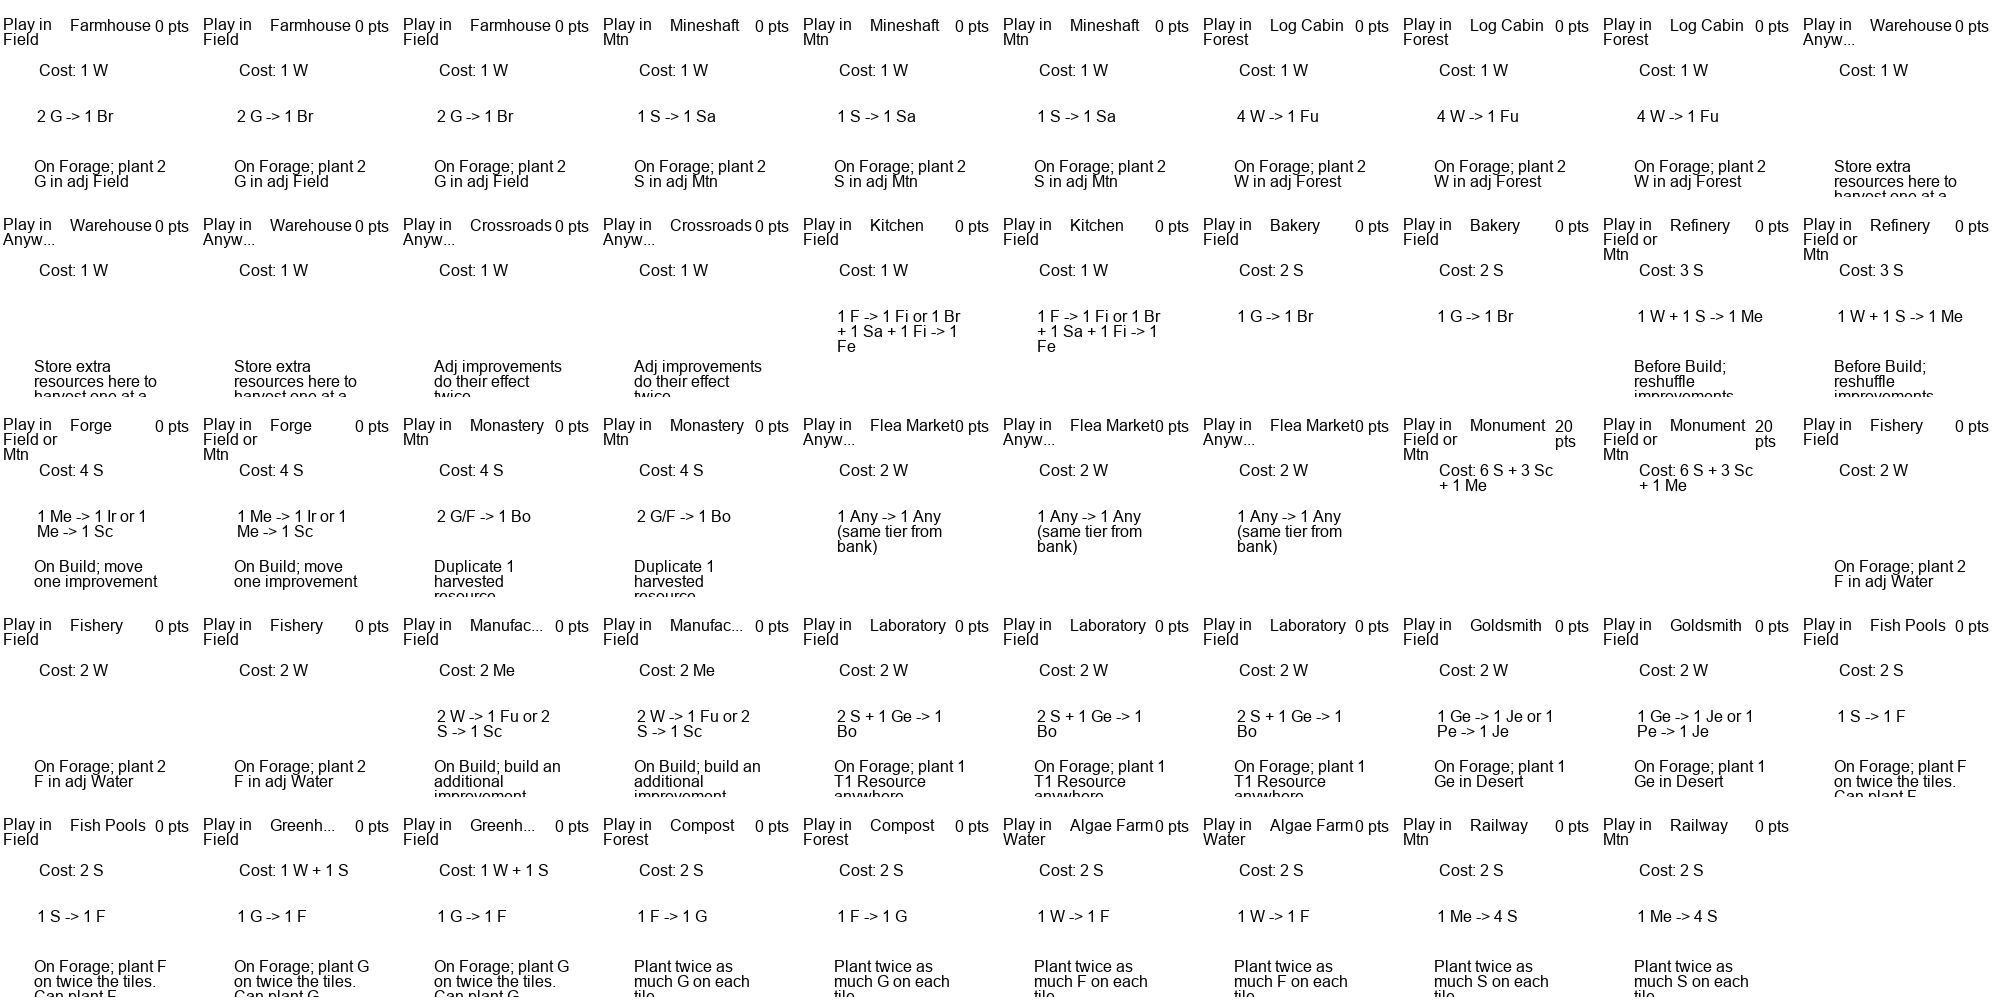 Play in
Field
Farmhouse 0 pts
Cost: 1 W
2 G -> 1 Br
On Forage; plant 2
G in adj Field
Play in
Field
Farmhouse 0 pts
Cost: 1 W
2 G -> 1 Br
On Forage; plant 2
G in adj Field
Play in
Field
Farmhouse 0 pts
Cost: 1 W
2 G -> 1 Br
On Forage; plant 2
G in adj Field
Play in
Mtn
Mineshaft 0 pts
Cost: 1 W
1 S -> 1 Sa
On Forage; plant 2
S in adj Mtn
Play in
Mtn
Mineshaft 0 pts
Cost: 1 W
1 S -> 1 Sa
On Forage; plant 2
S in adj Mtn
Play in
Mtn
Mineshaft 0 pts
Cost: 1 W
1 S -> 1 Sa
On Forage; plant 2
S in adj Mtn
Play in
Forest
Log Cabin 0 pts
Cost: 1 W
4 W -> 1 Fu
On Forage; plant 2
W in adj Forest
Play in
Forest
Log Cabin 0 pts
Cost: 1 W
4 W -> 1 Fu
On Forage; plant 2
W in adj Forest
Play in
Forest
Log Cabin 0 pts
Cost: 1 W
4 W -> 1 Fu
On Forage; plant 2
W in adj Forest
Play in
Anyw...
Warehouse 0 pts
Cost: 1 W
Store extra
resources here to
harvest one at a
Play in
Anyw...
Warehouse 0 pts
Cost: 1 W
Store extra
resources here to
harvest one at a
Play in
Anyw...
Warehouse 0 pts
Cost: 1 W
Store extra
resources here to
harvest one at a
Play in
Anyw...
Crossroads 0 pts
Cost: 1 W
Adj improvements
do their effect
twice
Play in
Anyw...
Crossroads 0 pts
Cost: 1 W
Adj improvements
do their effect
twice
Play in
Field
Kitchen 0 pts
Cost: 1 W
1 F -> 1 Fi or 1 Br
+ 1 Sa + 1 Fi -> 1
Fe
Play in
Field
Kitchen 0 pts
Cost: 1 W
1 F -> 1 Fi or 1 Br
+ 1 Sa + 1 Fi -> 1
Fe
Play in
Field
Bakery 0 pts
Cost: 2 S
1 G -> 1 Br
Play in
Field
Bakery 0 pts
Cost: 2 S
1 G -> 1 Br
Play in
Field or
Mtn
Refinery 0 pts
Cost: 3 S
1 W + 1 S -> 1 Me
Before Build;
reshuffle
improvements
Play in
Field or
Mtn
Refinery 0 pts
Cost: 3 S
1 W + 1 S -> 1 Me
Before Build;
reshuffle
improvements
Play in
Field or
Mtn
Forge 0 pts
Cost: 4 S
1 Me -> 1 Ir or 1
Me -> 1 Sc
On Build; move
one improvement
Play in
Field or
Mtn
Forge 0 pts
Cost: 4 S
1 Me -> 1 Ir or 1
Me -> 1 Sc
On Build; move
one improvement
Play in
Mtn
Monastery 0 pts
Cost: 4 S
2 G/F -> 1 Bo
Duplicate 1
harvested
resource
Play in
Mtn
Monastery 0 pts
Cost: 4 S
2 G/F -> 1 Bo
Duplicate 1
harvested
resource
Play in
Anyw...
Flea Market 0 pts
Cost: 2 W
1 Any -> 1 Any
(same tier from
bank)
Play in
Anyw...
Flea Market 0 pts
Cost: 2 W
1 Any -> 1 Any
(same tier from
bank)
Play in
Anyw...
Flea Market 0 pts
Cost: 2 W
1 Any -> 1 Any
(same tier from
bank)
Play in
Field or
Mtn
Monument 20
pts
Cost: 6 S + 3 Sc
+ 1 Me
Play in
Field or
Mtn
Monument 20
pts
Cost: 6 S + 3 Sc
+ 1 Me
Play in
Field
Fishery 0 pts
Cost: 2 W
On Forage; plant 2
F in adj Water
Play in
Field
Fishery 0 pts
Cost: 2 W
On Forage; plant 2
F in adj Water
Play in
Field
Fishery 0 pts
Cost: 2 W
On Forage; plant 2
F in adj Water
Play in
Field
Manufac... 0 pts
Cost: 2 Me
2 W -> 1 Fu or 2
S -> 1 Sc
On Build; build an
additional
improvement
Play in
Field
Manufac... 0 pts
Cost: 2 Me
2 W -> 1 Fu or 2
S -> 1 Sc
On Build; build an
additional
improvement
Play in
Field
Laboratory 0 pts
Cost: 2 W
2 S + 1 Ge -> 1
Bo
On Forage; plant 1
T1 Resource
anywhere
Play in
Field
Laboratory 0 pts
Cost: 2 W
2 S + 1 Ge -> 1
Bo
On Forage; plant 1
T1 Resource
anywhere
Play in
Field
Laboratory 0 pts
Cost: 2 W
2 S + 1 Ge -> 1
Bo
On Forage; plant 1
T1 Resource
anywhere
Play in
Field
Goldsmith 0 pts
Cost: 2 W
1 Ge -> 1 Je or 1
Pe -> 1 Je
On Forage; plant 1
Ge in Desert
Play in
Field
Goldsmith 0 pts
Cost: 2 W
1 Ge -> 1 Je or 1
Pe -> 1 Je
On Forage; plant 1
Ge in Desert
Play in
Field
Fish Pools 0 pts
Cost: 2 S
1 S -> 1 F
On Forage; plant F
on twice the tiles.
Can plant F
Play in
Field
Fish Pools 0 pts
Cost: 2 S
1 S -> 1 F
On Forage; plant F
on twice the tiles.
Can plant F
Play in
Field
Greenh... 0 pts
Cost: 1 W + 1 S
1 G -> 1 F
On Forage; plant G
on twice the tiles.
Can plant G
Play in
Field
Greenh... 0 pts
Cost: 1 W + 1 S
1 G -> 1 F
On Forage; plant G
on twice the tiles.
Can plant G
Play in
Forest
Compost 0 pts
Cost: 2 S
1 F -> 1 G
Plant twice as
much G on each
tile
Play in
Forest
Compost 0 pts
Cost: 2 S
1 F -> 1 G
Plant twice as
much G on each
tile
Play in
Water
Algae Farm 0 pts
Cost: 2 S
1 W -> 1 F
Plant twice as
much F on each
tile
Play in
Water
Algae Farm 0 pts
Cost: 2 S
1 W -> 1 F
Plant twice as
much F on each
tile
Play in
Mtn
Railway 0 pts
Cost: 2 S
1 Me -> 4 S
Plant twice as
much S on each
tile
Play in
Mtn
Railway 0 pts
Cost: 2 S
1 Me -> 4 S
Plant twice as
much S on each
tile